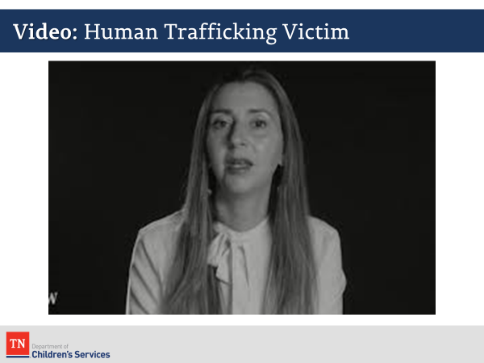 Video: Human Trafficking Victim
W
TN
Department of
Children's Services